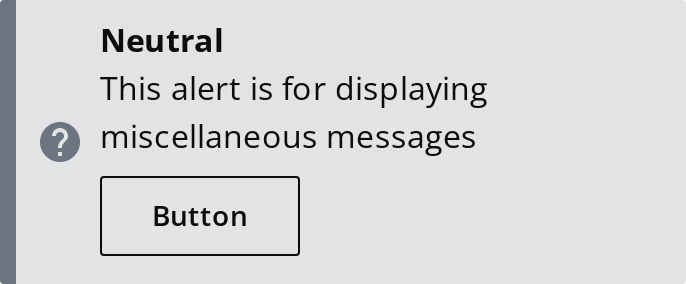 Neutral
This alert is for displaying
miscellaneous messages
Button